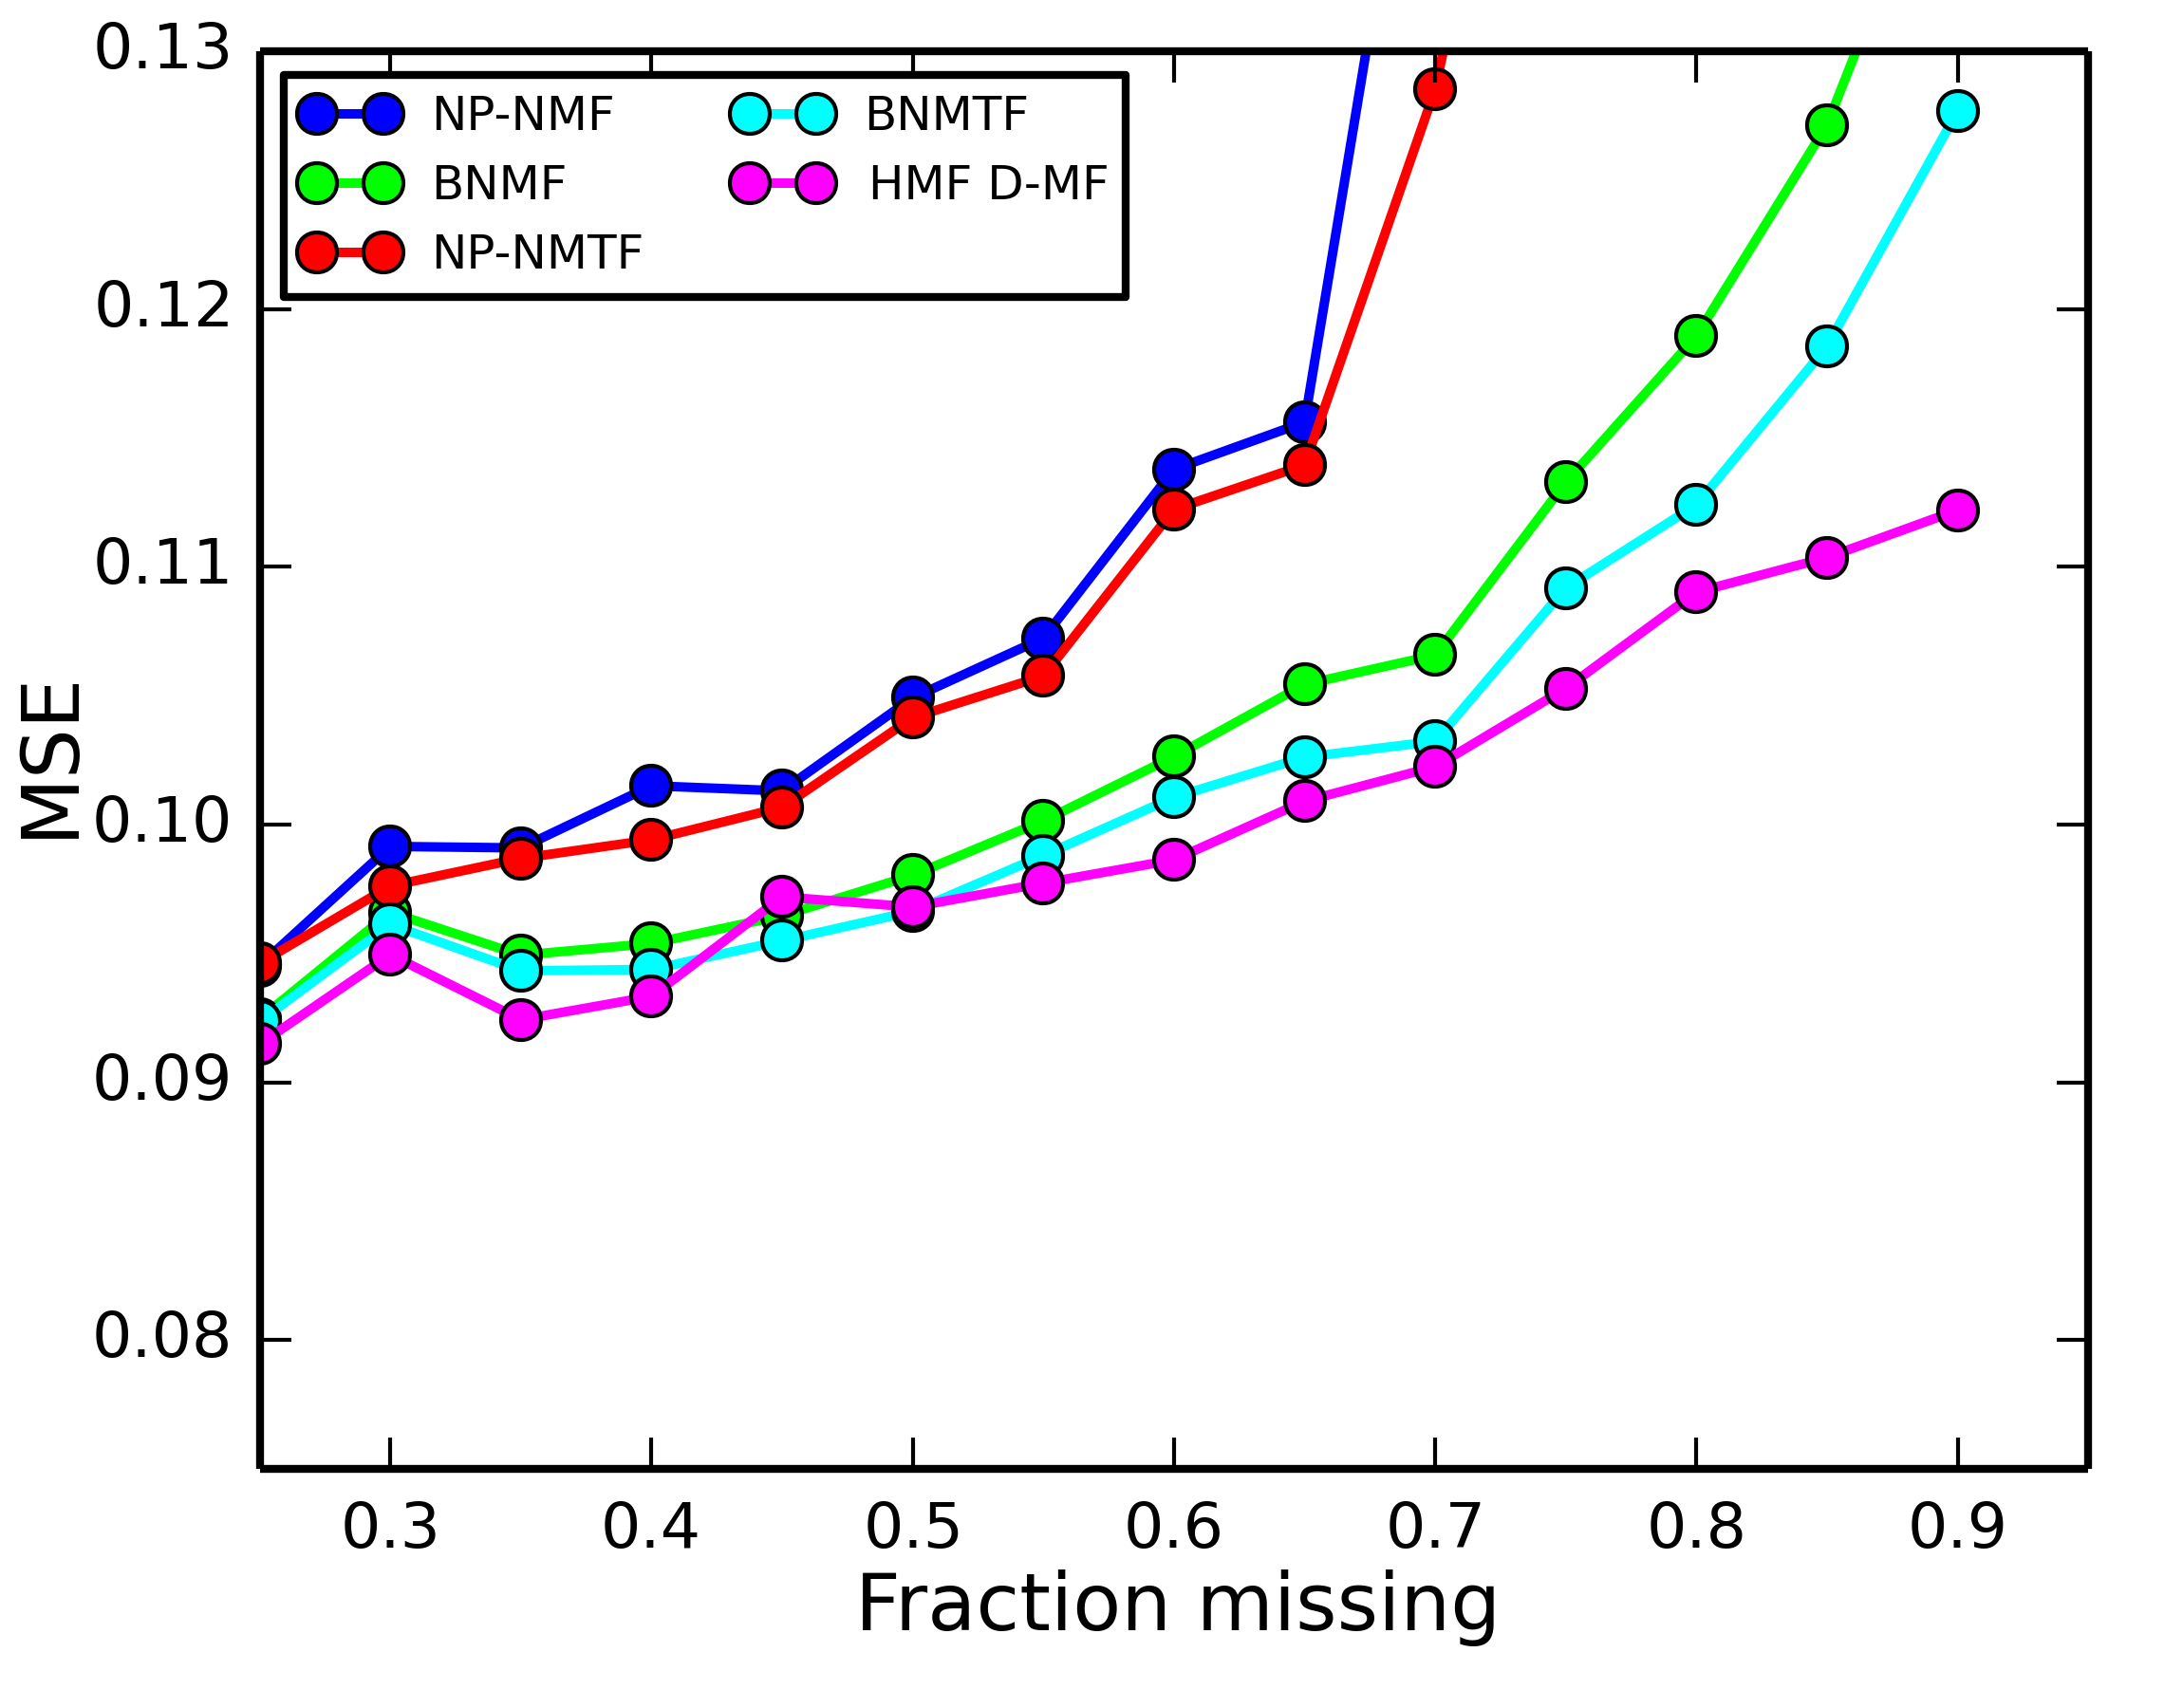 0.13
0.12
0.11
0.10
0.09
0.08
MSE
NP-NMF
BNMF
NP-NMTF
BNMTF
HMF D-MF
0.3 0.4 0.5 0.6 0.7 0.8 0.9
Fraction missing